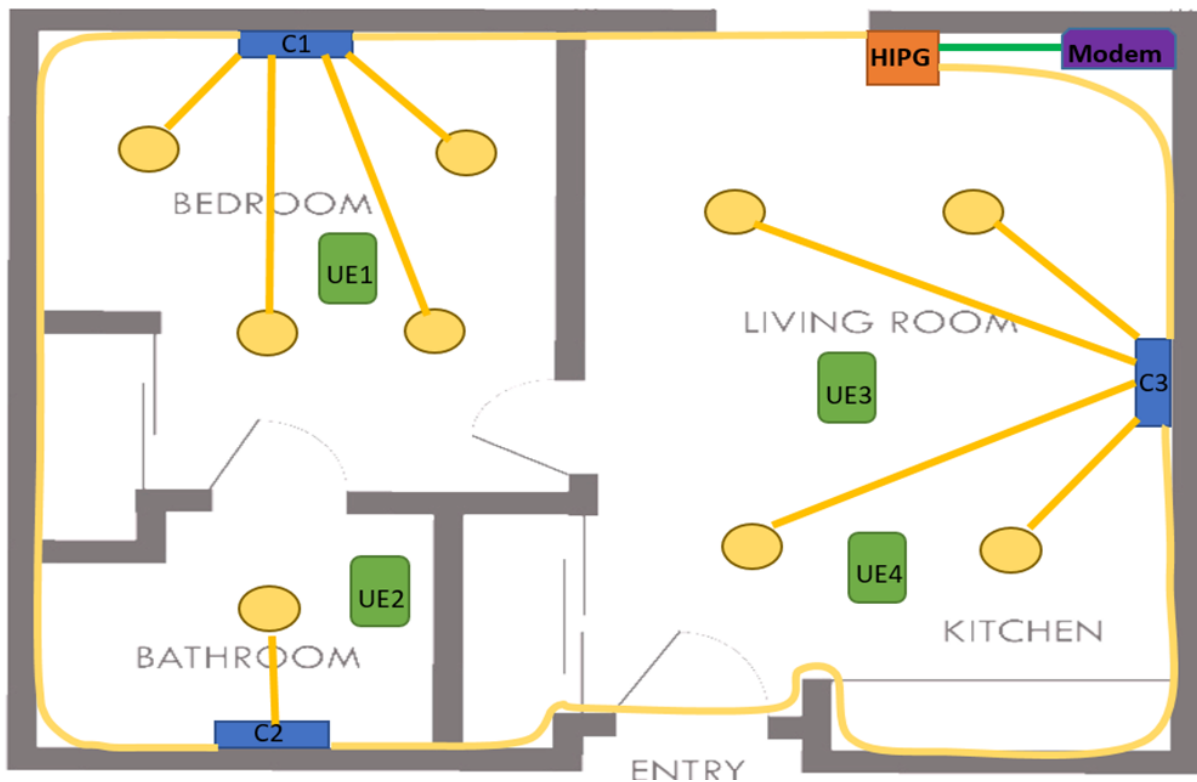 C1
HIPG
Modem
BEDROOM
UE1
LIVING ROOM
UE3
C3
UE4
UE2
KITCHEN
BATHROOM
C2
ENTRY